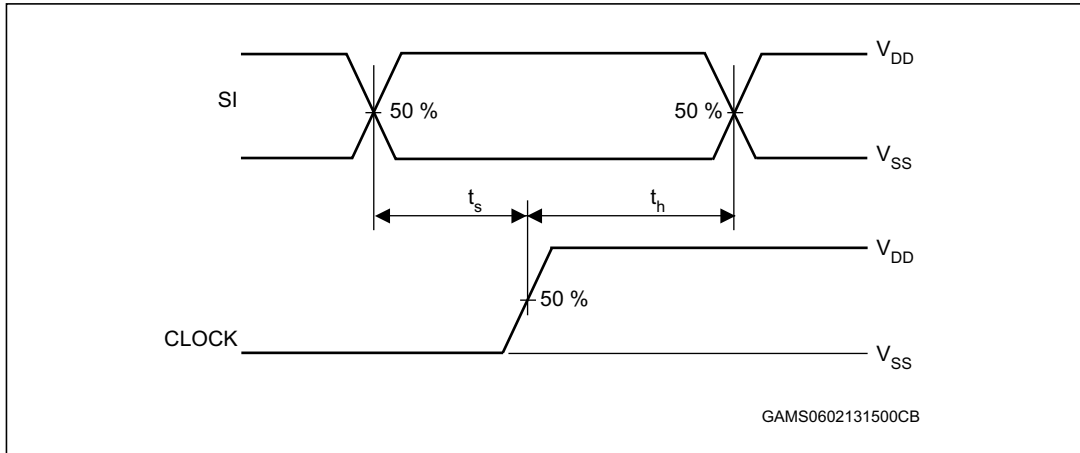 V_DD
SI
50 %
50 %
V_SS
t_s
t_h
V_DD
50 %
CLOCK
V_SS
GAMS0602131500CB